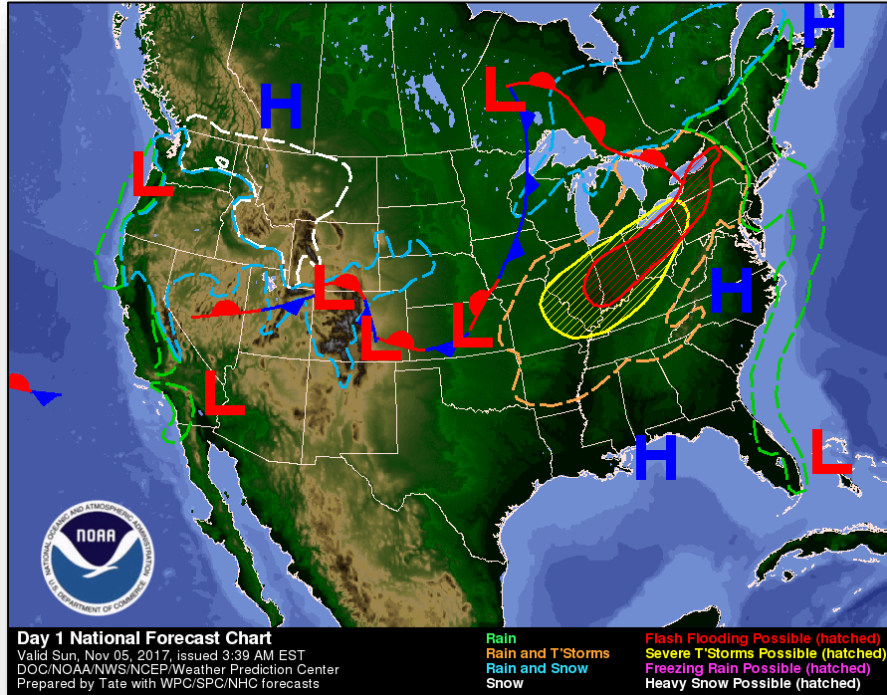 H
H
L
L
L
L
L
L
H
H
L
NATIONAL OCEANIC AND ATMOSPHERIC ADMINISTRATION
NOAA
U.S. DEPARTMENT OF COMMERCE
Day 1 National Forecast Chart
Valid Sun, Nov 05, 2017, issued 3:39 AM EST
DOC/NOAA/NWS/NCEP/Weather Prediction Center
Prepared by Tate with WPC/SPC/NHC forecasts
Rain
Rain and T'Storms
Rain and Snow
Snow
Flash Flooding Possible (hatched)
Severe T'Storms Possible (hatched)
Freezing Rain Possible (hatched)
Heavy Snow Possible (hatched)